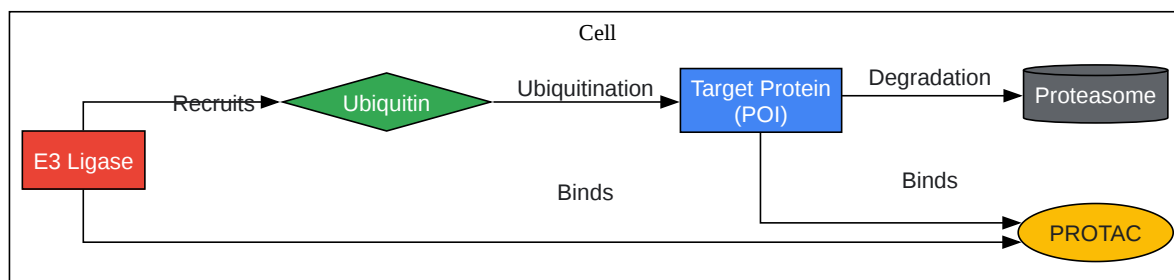 Cell
Recruits
Ubiquitin
Ubiquitination
Target Protein
(POI)
Degradation
Proteasome
E3 Ligase
Binds
Binds
PROTAC